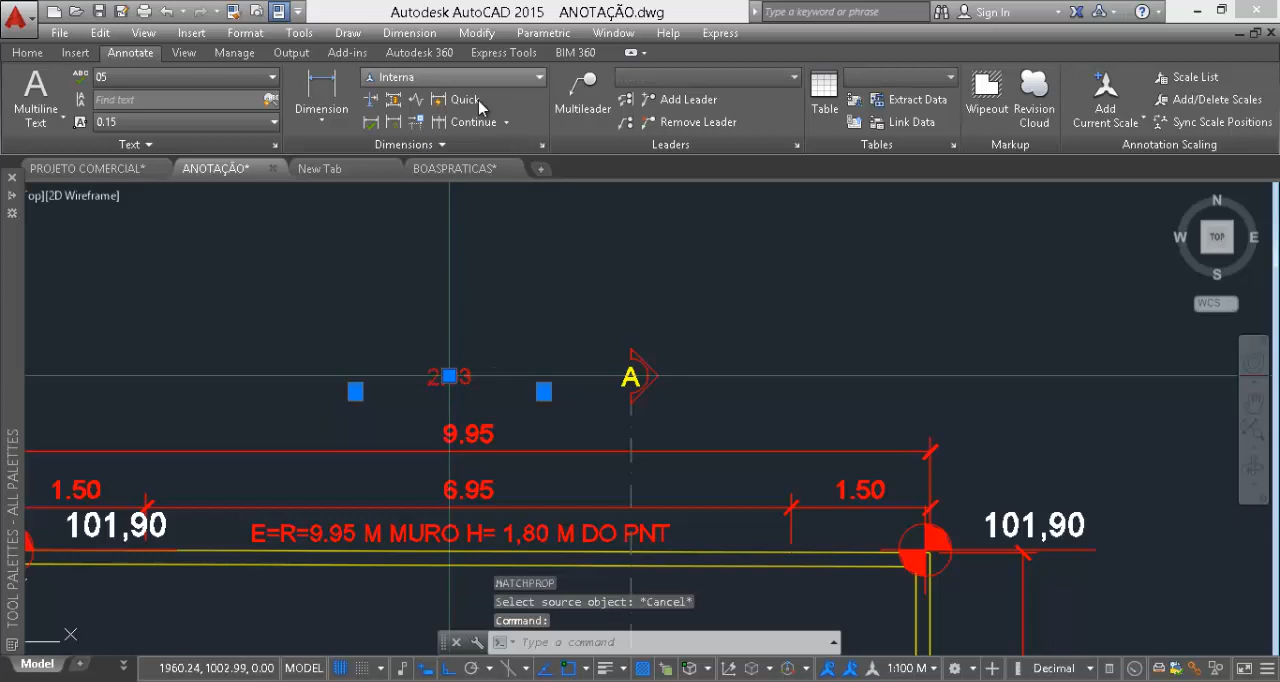 Autodesk AutoCAD 2015 ANOTAÇÃO.dwg
Type a keyword or phrase
Sign In
File Edit View Insert Format Tools Draw Dimension Modify Parametric Window Help Express
Home Insert Annotate View Manage Output Add-ins Autodesk 360 Express Tools BIM 360
A
Multiline
Text
ABC
05
Find text
A
0.15
Text
Dimension
Interna
Quick
Continue
Dimensions
Multileader
Add Leader
Remove Leader
Leaders
Table
Extract Data
Link Data
Tables
Wipeout
Revision
Cloud
Markup
Add
Current Scale
Scale List
Add/Delete Scales
Sync Scale Positions
Annotation Scaling
PROJETO COMERCIAL* ANOTAÇÃO* New Tab BOASPRATICAS*
op][2D Wireframe]
N
W TOP E
S
WCS
A
9.95
1.50 6.95 1.50
101,90 E=R=9.95 M MURO H= 1,80 M DO PNT 101,90
MATCHPROP
Select source object: *Cancel*
Command:
Type a command
X
TOOL PALETTES - ALL PALETTES
Model
1960.24, 1002.99, 0.00 MODEL 1:100 M Decimal